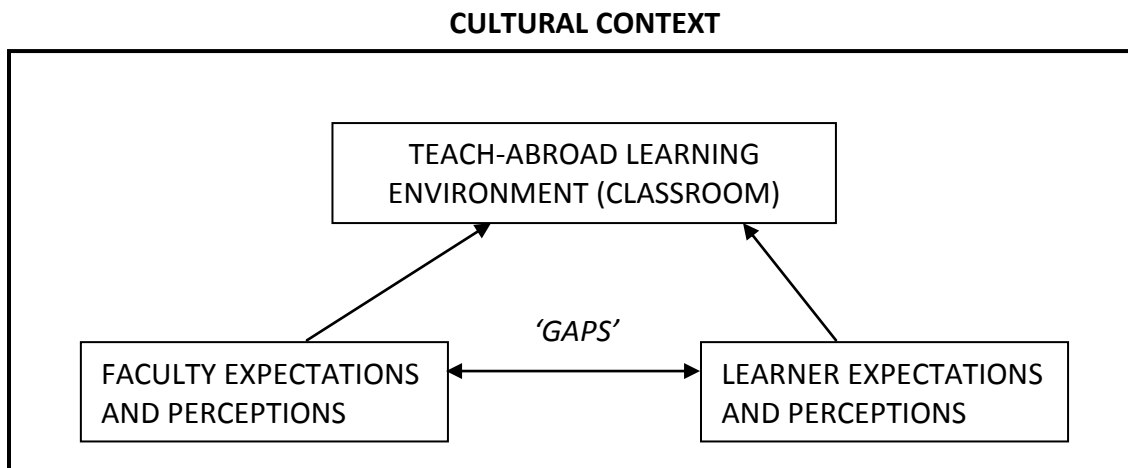 CULTURAL CONTEXT
TEACH-ABROAD LEARNING
ENVIRONMENT (CLASSROOM)
‘GAPS’
FACULTY EXPECTATIONS
AND PERCEPTIONS
LEARNER EXPECTATIONS
AND PERCEPTIONS